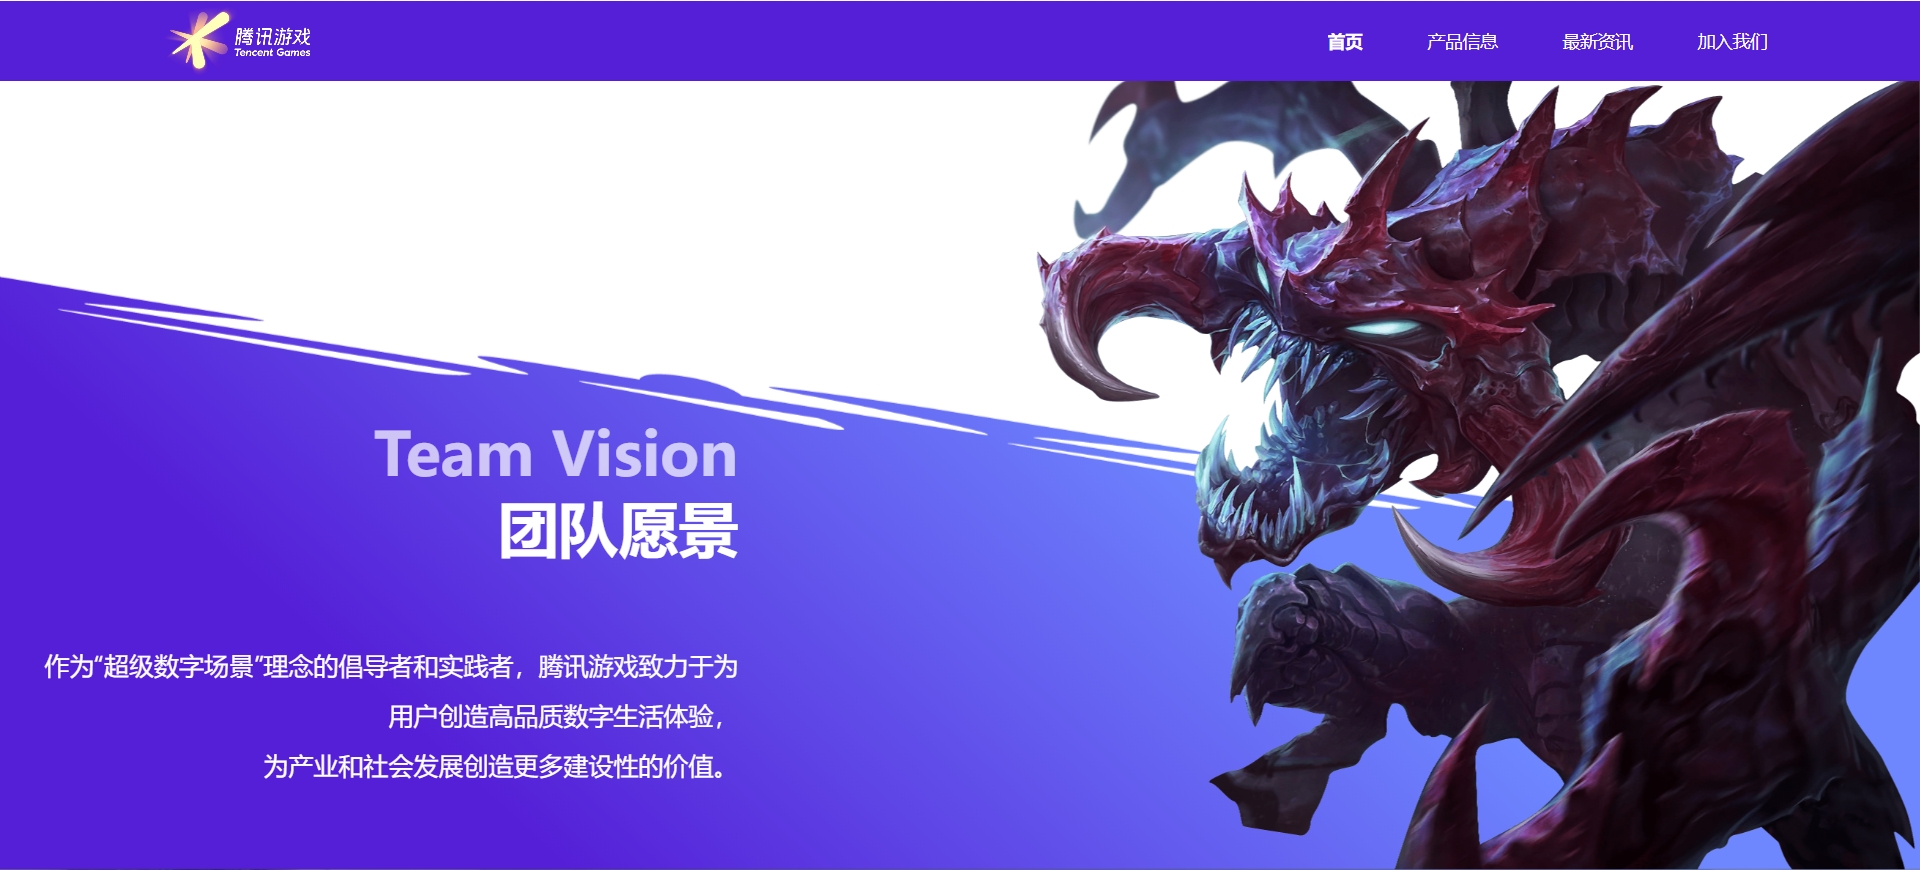 腾讯游戏
Tencent Games
首页 产品信息 最新资讯 加入我们
Team Vision
团队愿景
作为“超级数字场景”理念的倡导者和实践者，腾讯游戏致力于为
用户创造高品质数字生活体验，
为产业和社会发展创造更多建设性的价值。